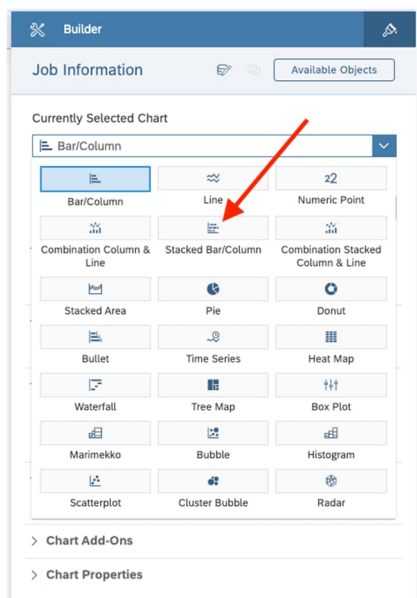 Builder
Job Information
Available Objects
Currently Selected Chart
Bar/Column
Bar/Column
Line
22
Numeric Point
Combination Column &
Line
Stacked Bar/Column
Combination Stacked
Column & Line
Stacked Area
Pie
Donut
Bullet
Time Series
Heat Map
Waterfall
Tree Map
Box Plot
Marimekko
Bubble
Histogram
Scatterplot
Cluster Bubble
Radar
Chart Add-Ons
Chart Properties